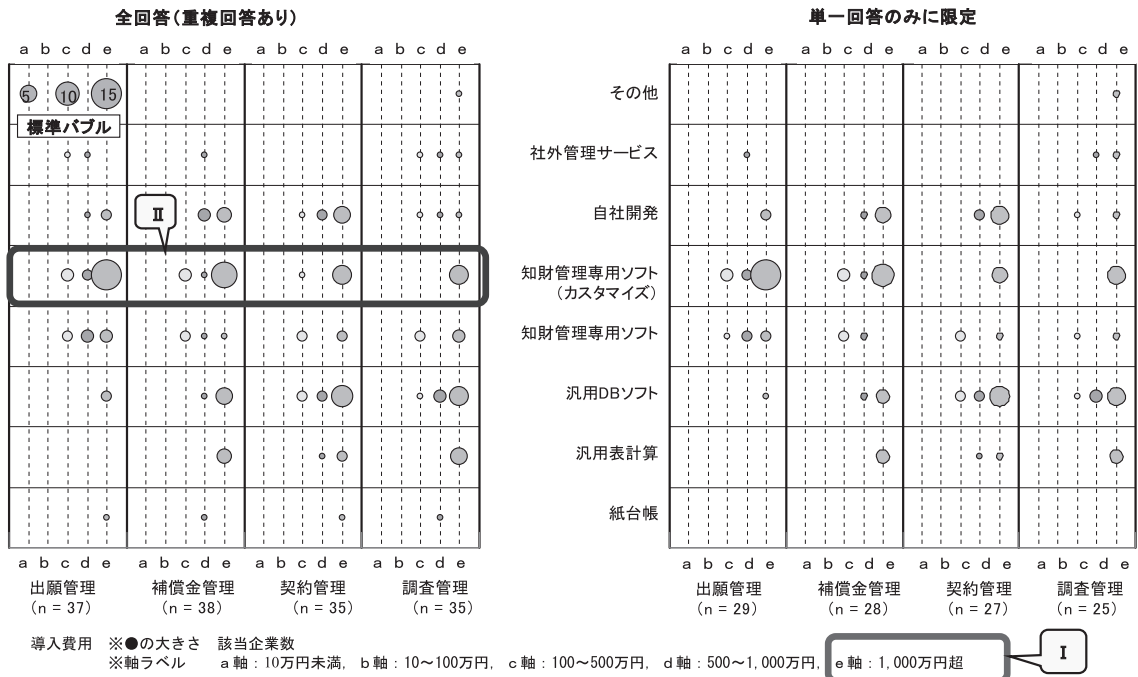 全回答（重複回答あり）
単一回答のみに限定
a b c d e a b c d e a b c d e a b c d e
a b c d e a b c d e a b c d e a b c d e
5 10 15
標準バブル
その他
社外管理サービス
Ⅱ
自社開発
知財管理専用ソフト
（カスタマイズ）
知財管理専用ソフト
汎用DBソフト
汎用表計算
紙台帳
a b c d e a b c d e a b c d e a b c d e
a b c d e a b c d e a b c d e a b c d e
出願管理 補償金管理 契約管理 調査管理
(n = 37) (n = 38) (n = 35) (n = 35)
出願管理 補償金管理 契約管理 調査管理
(n = 29) (n = 28) (n = 27) (n = 25)
導入費用 ※●の大きさ 該当企業数
※軸ラベル a軸：10万円未満, b軸：10～100万円, c軸：100～500万円, d軸：500～1,000万円, e軸：1,000万円超
Ⅰ